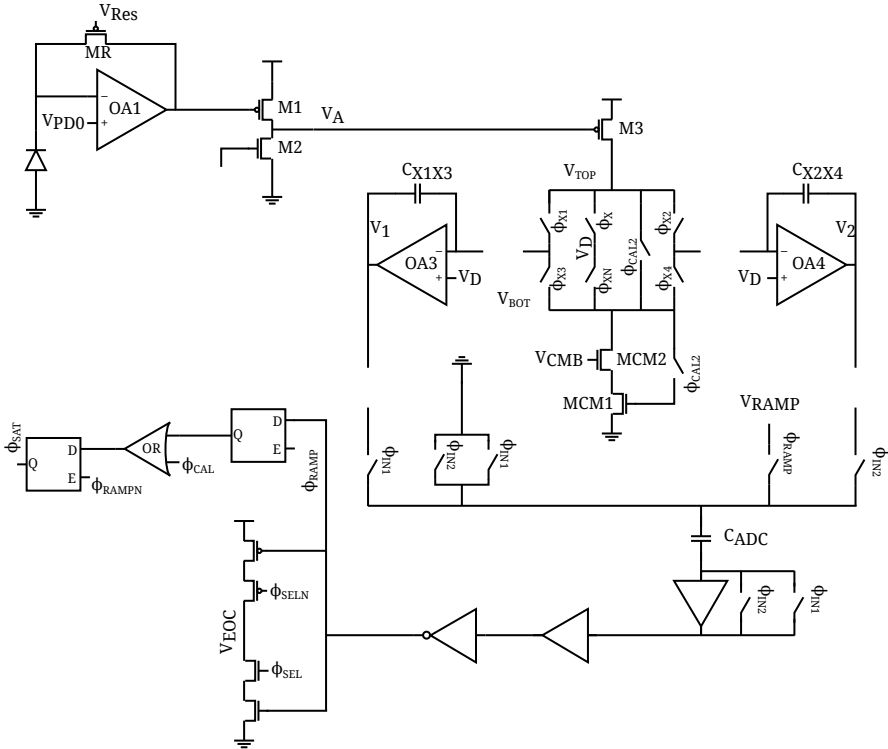 VRes
MR
OA1
−
+
VPD0
M1
VA
M2
M3
CX1X3
VTOP
CX2X4
V1
ϕX1
ϕX
ϕX2
V2
−
OA3
+
VD
VD
ϕCAL2
−
OA4
+
VD
ϕX3
ϕXN
ϕX4
VBOT
VCMB
MCM2
ϕCAL2
MCM1
VRAMP
ϕSAT
Q
D
E
ϕRAMPN
OR
ϕCAL
Q
D
E
ϕRAMP
ϕIN1
ϕIN2
ϕIN1
ϕRAMP
ϕIN2
CADC
ϕSELN
ϕIN2
ϕIN1
VEOC
ϕSEL